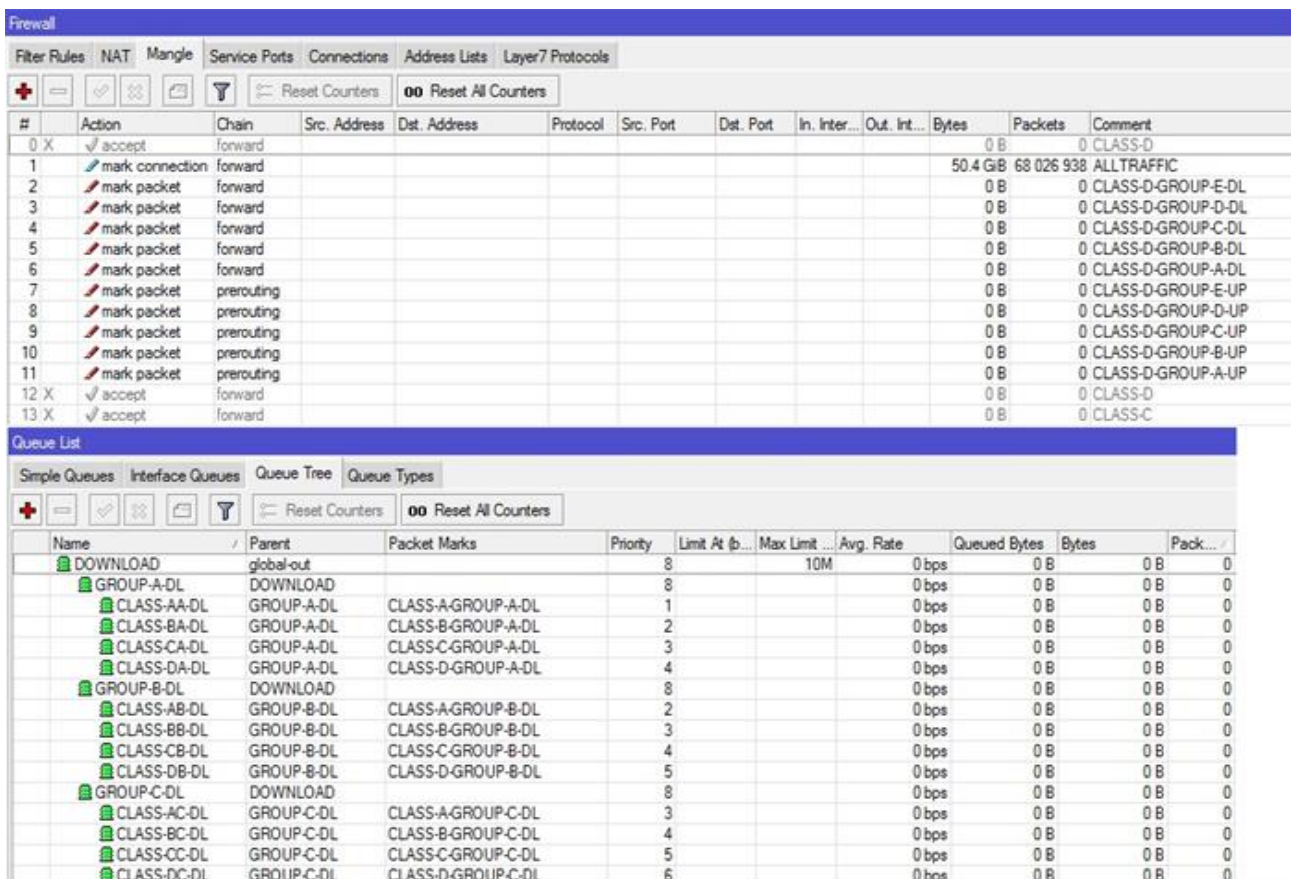 Firewall
Filter Rules NAT Mangle Service Ports Connections Address Lists Layer7 Protocols
Reset Counters 00 Reset All Counters
# Action Chain Src. Address Dst. Address Protocol Src. Port Dst. Port In. Inter... Out. Int... Bytes Packets Comment
0 X accept forward 0 B 0 CLASS-D
1 mark connection forward 50.4 GiB 68 026 938 ALLTRAFFIC
2 mark packet forward 0 B 0 CLASS-D-GROUP-E-DL
3 mark packet forward 0 B 0 CLASS-D-GROUP-D-DL
4 mark packet forward 0 B 0 CLASS-D-GROUP-C-DL
5 mark packet forward 0 B 0 CLASS-D-GROUP-B-DL
6 mark packet forward 0 B 0 CLASS-D-GROUP-A-DL
7 mark packet prerouting 0 B 0 CLASS-D-GROUP-E-UP
8 mark packet prerouting 0 B 0 CLASS-D-GROUP-D-UP
9 mark packet prerouting 0 B 0 CLASS-D-GROUP-C-UP
10 mark packet prerouting 0 B 0 CLASS-D-GROUP-B-UP
11 mark packet prerouting 0 B 0 CLASS-D-GROUP-A-UP
12 X accept forward 0 B 0 CLASS-D
13 X accept forward 0 B 0 CLASS-C
Queue List
Simple Queues Interface Queues Queue Tree Queue Types
Reset Counters 00 Reset All Counters
Name / Parent Packet Marks Priority Limit At (b... Max Limit ... Avg. Rate Queued Bytes Bytes Pack... /
DOWNLOAD global-out 8 10M 0 bps 0 B 0 B 0
GROUP-A-DL DOWNLOAD 8 0 bps 0 B 0 B 0
CLASS-AA-DL GROUP-A-DL CLASS-A-GROUP-A-DL 1 0 bps 0 B 0 B 0
CLASS-BA-DL GROUP-A-DL CLASS-B-GROUP-A-DL 2 0 bps 0 B 0 B 0
CLASS-CA-DL GROUP-A-DL CLASS-C-GROUP-A-DL 3 0 bps 0 B 0 B 0
CLASS-DA-DL GROUP-A-DL CLASS-D-GROUP-A-DL 4 0 bps 0 B 0 B 0
GROUP-B-DL DOWNLOAD 8 0 bps 0 B 0 B 0
CLASS-AB-DL GROUP-B-DL CLASS-A-GROUP-B-DL 2 0 bps 0 B 0 B 0
CLASS-BB-DL GROUP-B-DL CLASS-B-GROUP-B-DL 3 0 bps 0 B 0 B 0
CLASS-CB-DL GROUP-B-DL CLASS-C-GROUP-B-DL 4 0 bps 0 B 0 B 0
CLASS-DB-DL GROUP-B-DL CLASS-D-GROUP-B-DL 5 0 bps 0 B 0 B 0
GROUP-C-DL DOWNLOAD 8 0 bps 0 B 0 B 0
CLASS-AC-DL GROUP-C-DL CLASS-A-GROUP-C-DL 3 0 bps 0 B 0 B 0
CLASS-BC-DL GROUP-C-DL CLASS-B-GROUP-C-DL 4 0 bps 0 B 0 B 0
CLASS-CC-DL GROUP-C-DL CLASS-C-GROUP-C-DL 5 0 bps 0 B 0 B 0
CLASS-DC-DL GROUP-C-DL CLASS-D-GROUP-C-DL 6 0 bps 0 B 0 B 0